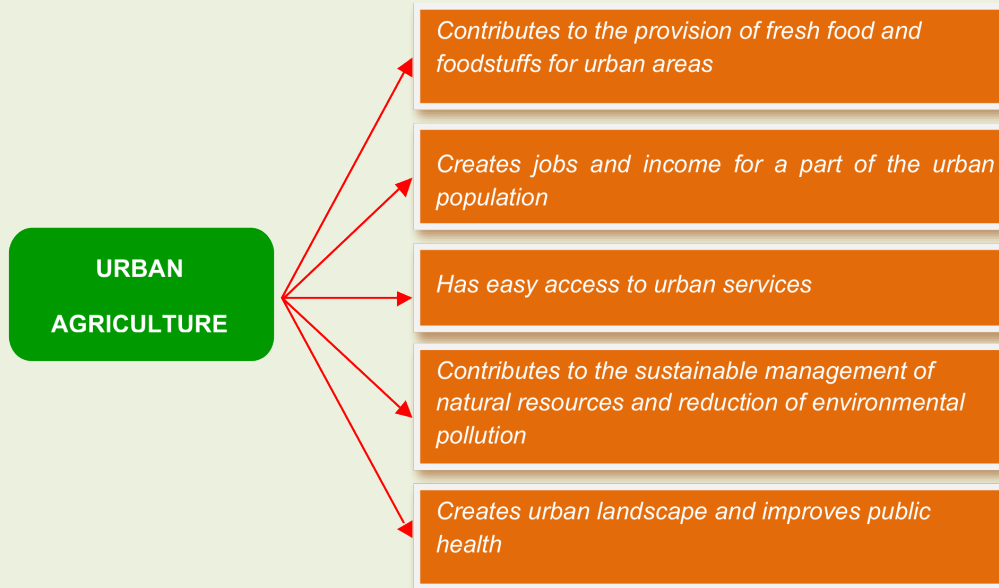 URBAN
AGRICULTURE
Contributes to the provision of fresh food and
foodstuffs for urban areas
Creates jobs and income for a part of the urban
population
Has easy access to urban services
Contributes to the sustainable management of
natural resources and reduction of environmental
pollution
Creates urban landscape and improves public
health